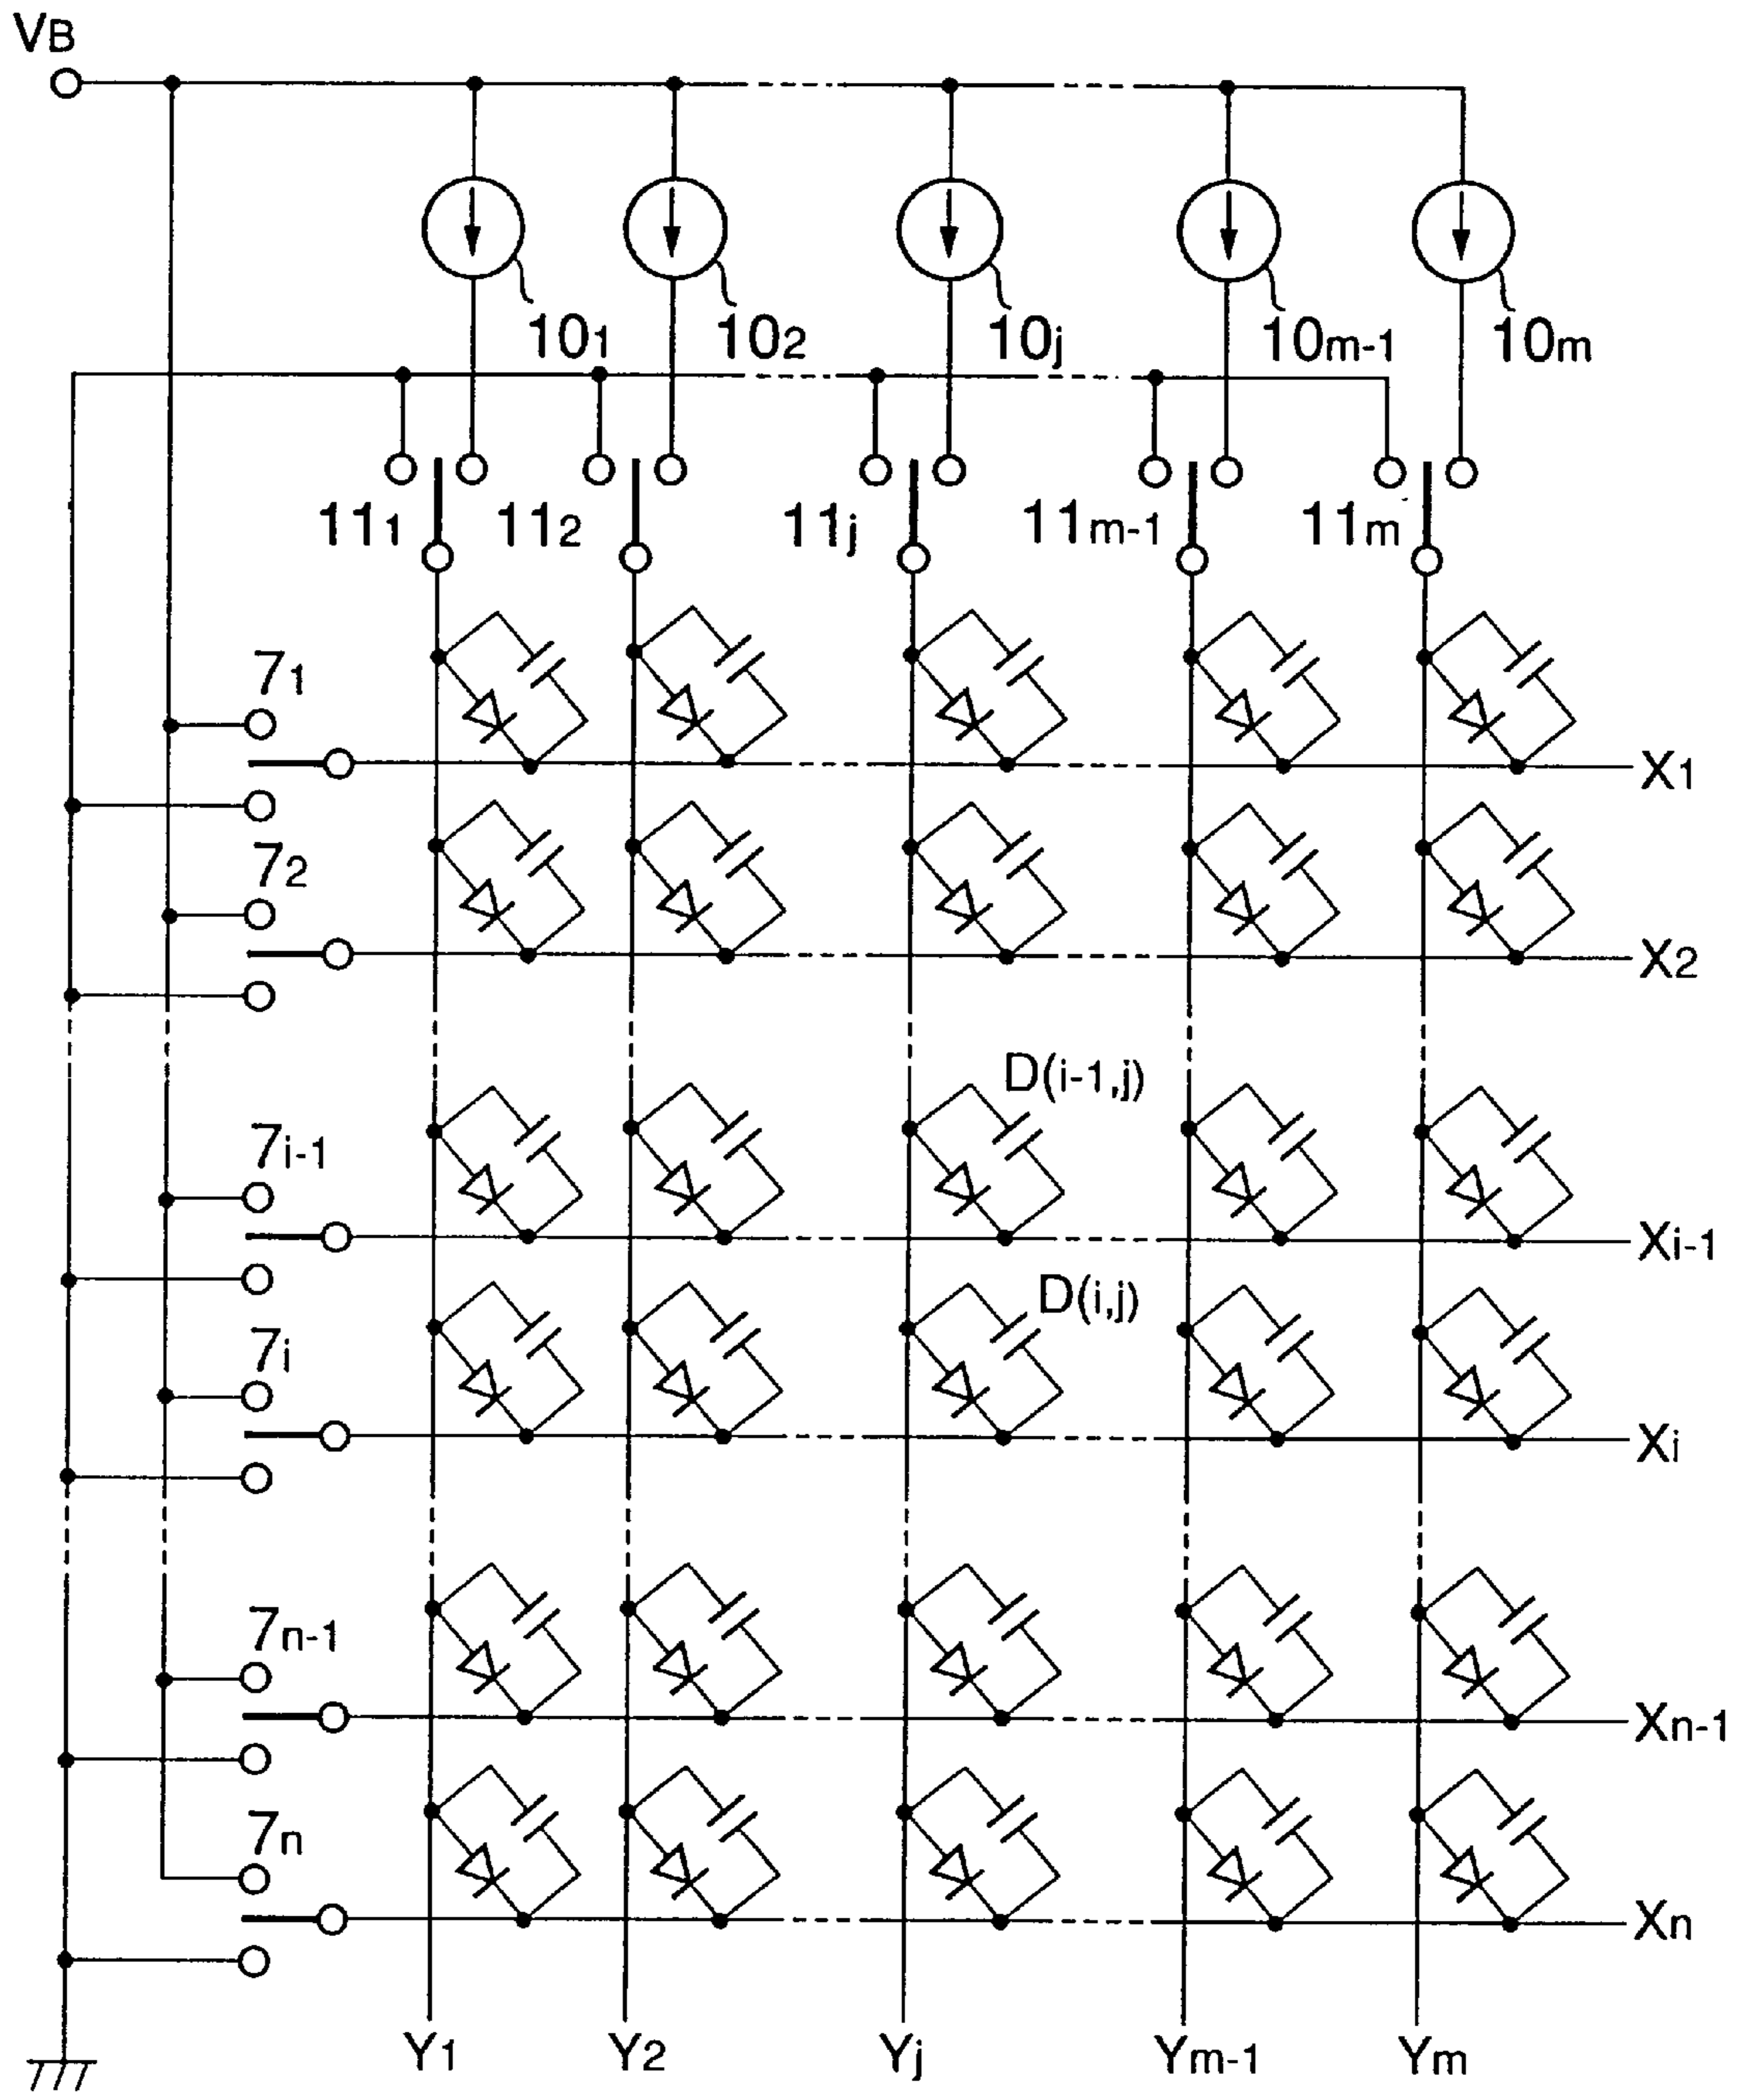 VB
10₁ 10₂ 10j 10m-1 10m
11₁ 11₂ 11j 11m-1 11m
7₁
X₁
7₂
X₂
D(i-1,j)
7i-1
Xi-1
D(i,j)
7i
Xi
7n-1
Xn-1
7n
Xn
Y₁ Y₂ Yj Ym-1 Ym